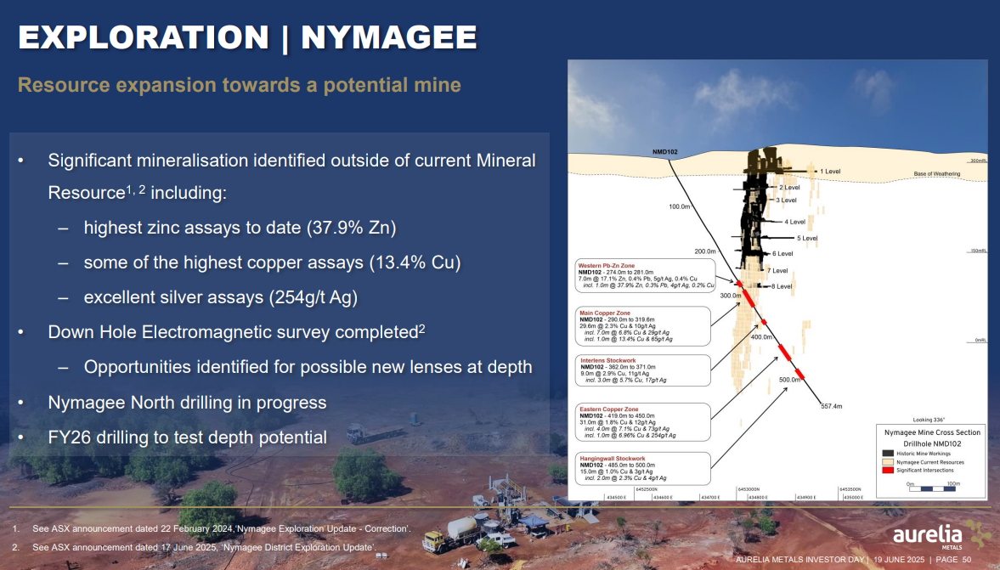 EXPLORATION | NYMAGEE
Resource expansion towards a potential mine
• Significant mineralisation identified outside of current Mineral
Resource1, 2 including:
– highest zinc assays to date (37.9% Zn)
– some of the highest copper assays (13.4% Cu)
– excellent silver assays (254g/t Ag)
• Down Hole Electromagnetic survey completed2
– Opportunities identified for possible new lenses at depth
• Nymagee North drilling in progress
• FY26 drilling to test depth potential
NMD102
300mRL
1 Level
Base of Weathering
2 Level
3 Level
100.0m
4 Level
5 Level
200.0m
150mRL
6 Level
7 Level
8 Level
300.0m
400.0m
0mRL
500.0m
557.4m
Western Pb-Zn Zone
NMD102 - 274.0m to 281.0m
7.0m @ 17.1% Zn, 0.4% Pb, 5g/t Ag, 0.4% Cu
incl. 1.0m @ 37.9% Zn, 0.3% Pb, 4g/t Ag, 0.2% Cu
Main Copper Zone
NMD102 - 290.0m to 319.6m
29.6m @ 2.3% Cu & 10g/t Ag
incl. 7.0m @ 6.8% Cu & 29g/t Ag
incl. 1.0m @ 13.4% Cu & 65g/t Ag
Interlens Stockwork
NMD102 - 362.0m to 371.0m
9.0m @ 2.9% Cu, 11g/t Ag
incl. 3.0m @ 5.7% Cu, 17g/t Ag
Eastern Copper Zone
NMD102 - 419.0m to 450.0m
31.0m @ 1.8% Cu & 12g/t Ag
incl. 4.0m @ 7.1% Cu & 73g/t Ag
incl. 1.0m @ 6.96% Cu & 254g/t Ag
Hangingwall Stockwork
NMD102 - 485.0m to 500.0m
15.0m @ 1.0% Cu & 3g/t Ag
incl. 2.0m @ 2.3% Cu & 4g/t Ag
Looking 336°
Nymagee Mine Cross Section
Drillhole NMD102
Historic Mine Workings
Nymagee Current Resources
Significant Intersections
0m 100m
6452500N 6453000N 6453500N
434500 E 434600 E 434700 E 434800 E 434900 E 435000 E
1. See ASX announcement dated 22 February 2024,'Nymagee Exploration Update - Correction'.
2. See ASX announcement dated 17 June 2025, 'Nymagee District Exploration Update'.
aurelia
METALS
AURELIA METALS INVESTOR DAY | 19 JUNE 2025 | PAGE 50